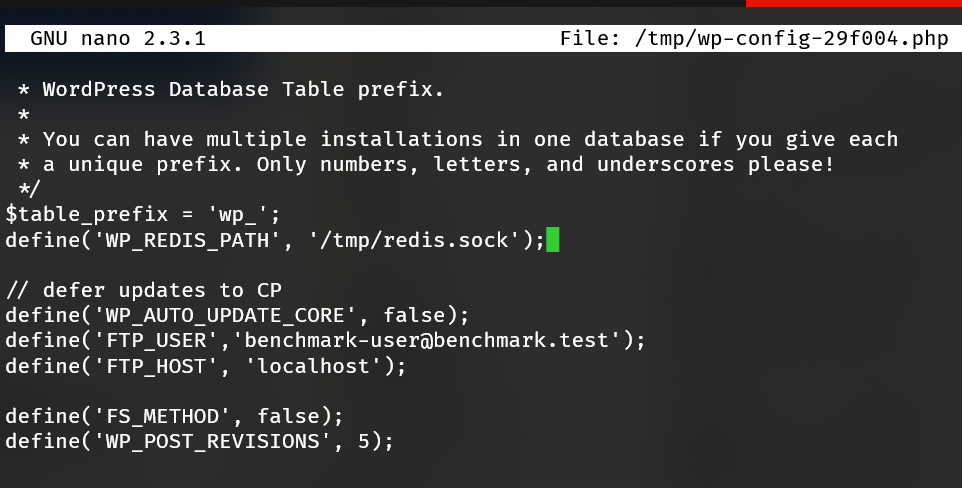 GNU nano 2.3.1 File: /tmp/wp-config-29f004.php
* WordPress Database Table prefix.
*
* You can have multiple installations in one database if you give each
* a unique prefix. Only numbers, letters, and underscores please!
*/
$table_prefix = 'wp_';
define('WP_REDIS_PATH', '/tmp/redis.sock');
// defer updates to CP
define('WP_AUTO_UPDATE_CORE', false);
define('FTP_USER','benchmark-user@benchmark.test');
define('FTP_HOST', 'localhost');
define('FS_METHOD', false);
define('WP_POST_REVISIONS', 5);